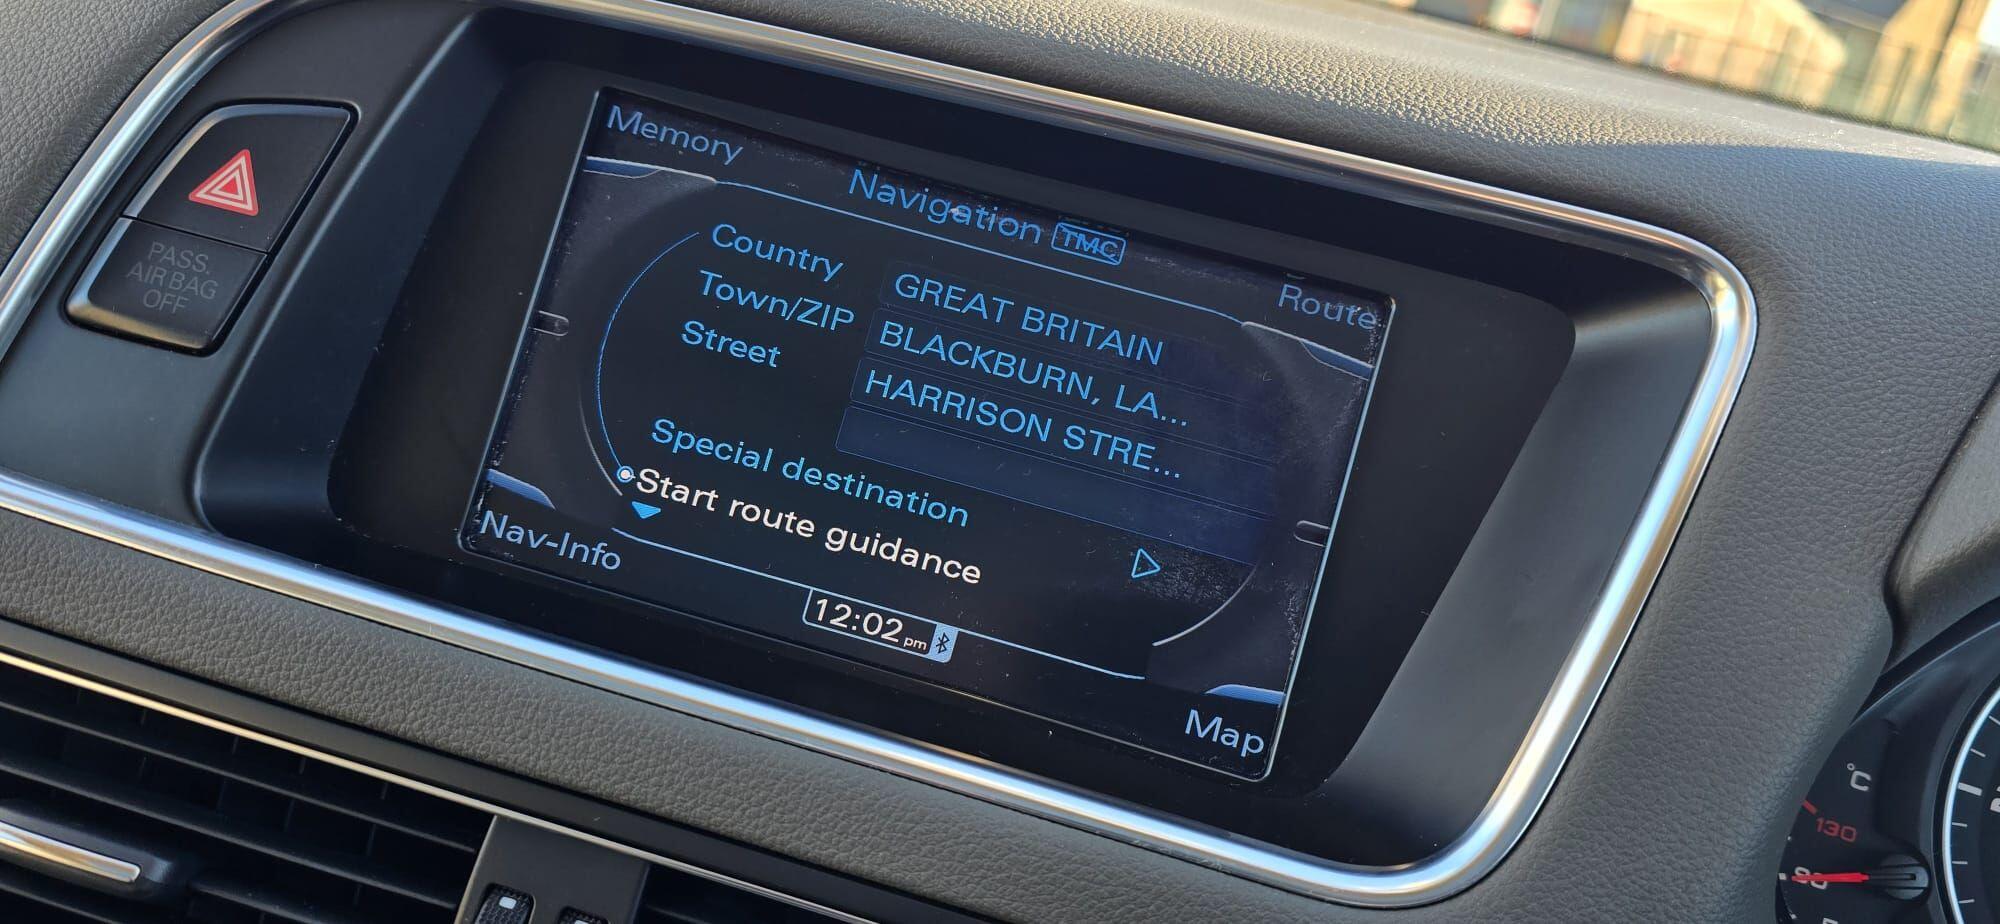 Memory
Navigation TMC
Route
Country GREAT BRITAIN
Town/ZIP BLACKBURN, LA...
Street HARRISON STRE...
Special destination
Start route guidance
Nav-Info
12:02 pm
Map
PASS.
AIR BAG
OFF
°C
130
90